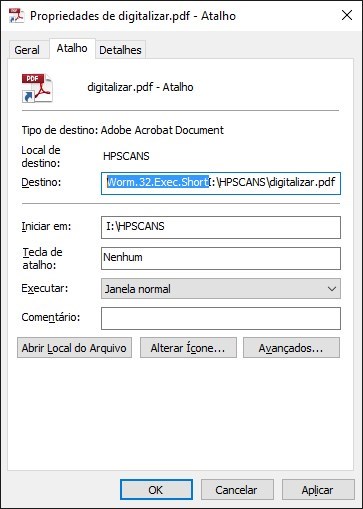 Propriedades de digitalizar.pdf - Atalho
Geral
Atalho
Detalhes
PDF
digitalizar.pdf - Atalho
Tipo de destino: Adobe Acrobat Document
Local de destino:
HPSCANS
Destino:
Worm.32.Exec.ShortI:\HPSCANS\digitalizar.pdf
Iniciar em:
I:\HPSCANS
Tecla de atalho:
Nenhum
Executar:
Janela normal
Comentário:
Abrir Local do Arquivo
Alterar Ícone...
Avançados...
OK
Cancelar
Aplicar